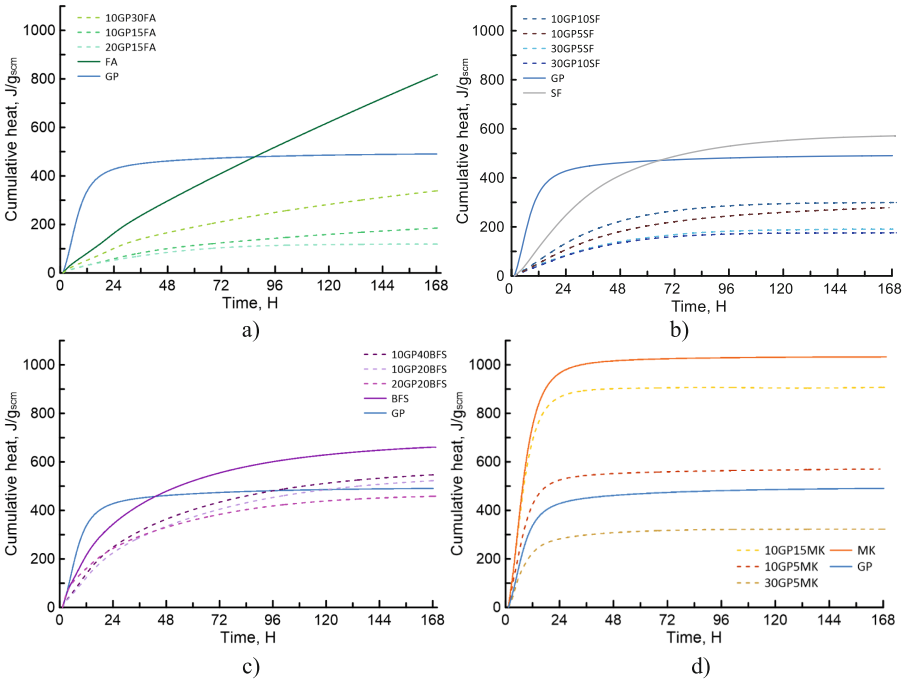 10GP30FA
10GP15FA
20GP15FA
FA
GP
Cumulative heat, J/gscm
1000
800
600
400
200
0
0 24 48 72 96 120 144 168
Time, H
a)
10GP10SF
10GP5SF
30GP5SF
30GP10SF
GP
SF
Cumulative heat, J/gscm
1000
800
600
400
200
0
0 24 48 72 96 120 144 168
Time, H
b)
10GP40BFS
10GP20BFS
20GP20BFS
BFS
GP
Cumulative heat, J/gscm
1000
800
600
400
200
0
0 24 48 72 96 120 144 168
Time, H
c)
Cumulative heat, J/gscm
1000
800
600
400
200
0
10GP15MK MK
10GP5MK GP
30GP5MK
0 24 48 72 96 120 144 168
Time, H
d)